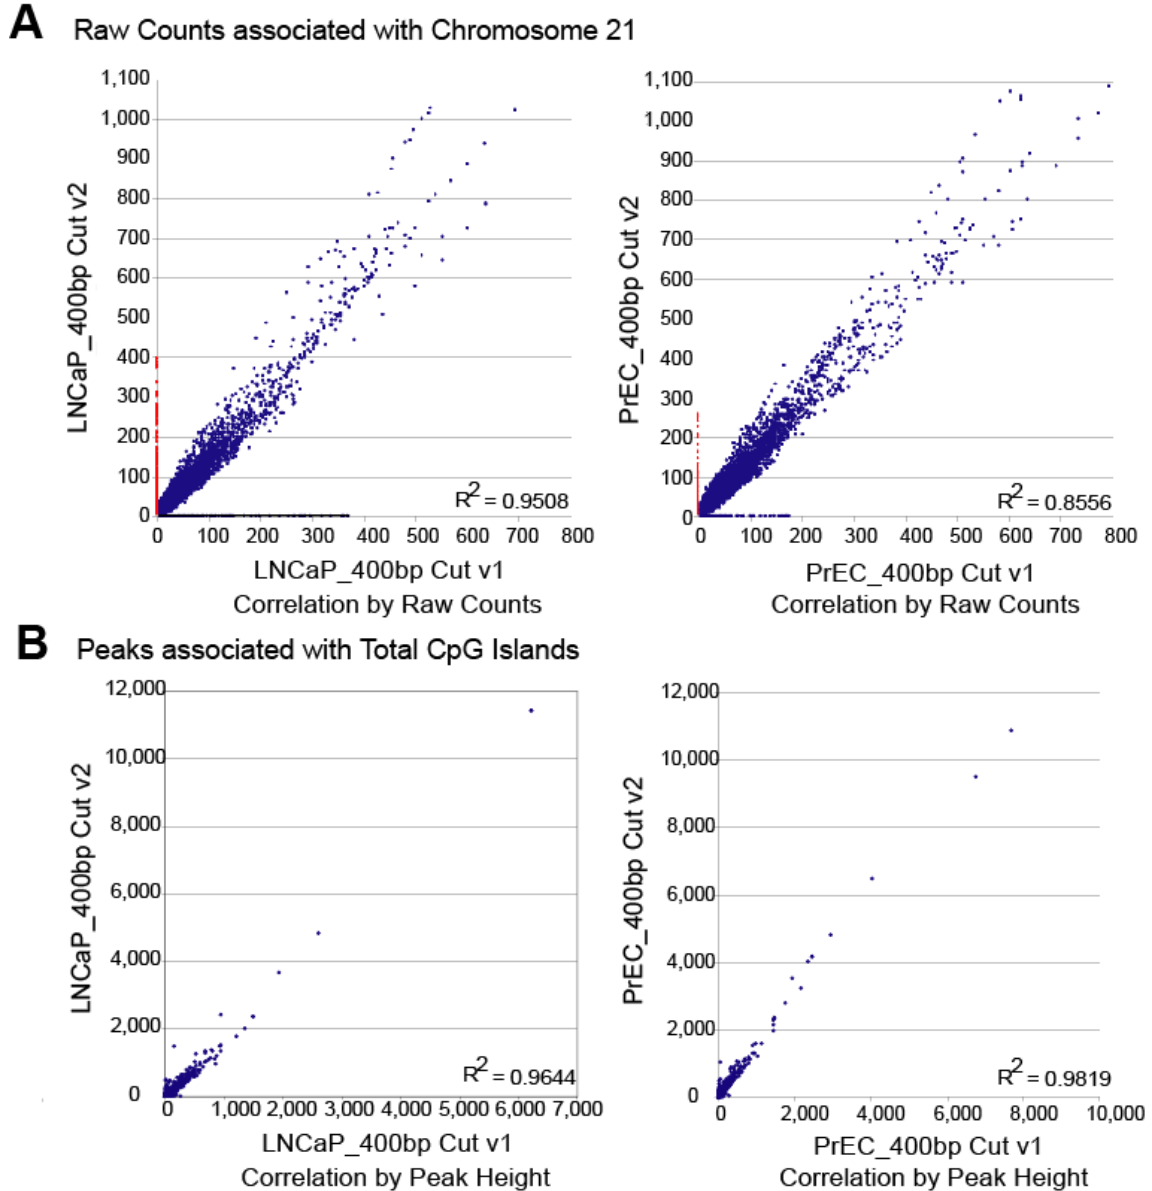 A Raw Counts associated with Chromosome 21
1,100
1,000
900
800
700
600
500
400
300
200
100
0
LNCaP_400bp Cut v2
R2 = 0.9508
0 100 200 300 400 500 600 700 800
LNCaP_400bp Cut v1
Correlation by Raw Counts
1,100
1,000
900
800
700
600
500
400
300
200
100
0
PrEC_400bp Cut v2
R2 = 0.8556
0 100 200 300 400 500 600 700 800
PrEC_400bp Cut v1
Correlation by Raw Counts
B Peaks associated with Total CpG Islands
12,000
10,000
8,000
6,000
4,000
2,000
0
LNCaP_400bp Cut v2
R2 = 0.9644
0 1,000 2,000 3,000 4,000 5,000 6,000 7,000
LNCaP_400bp Cut v1
Correlation by Peak Height
12,000
10,000
8,000
6,000
4,000
2,000
0
PrEC_400bp Cut v2
R2 = 0.9819
0 2,000 4,000 6,000 8,000 10,000
PrEC_400bp Cut v1
Correlation by Peak Height